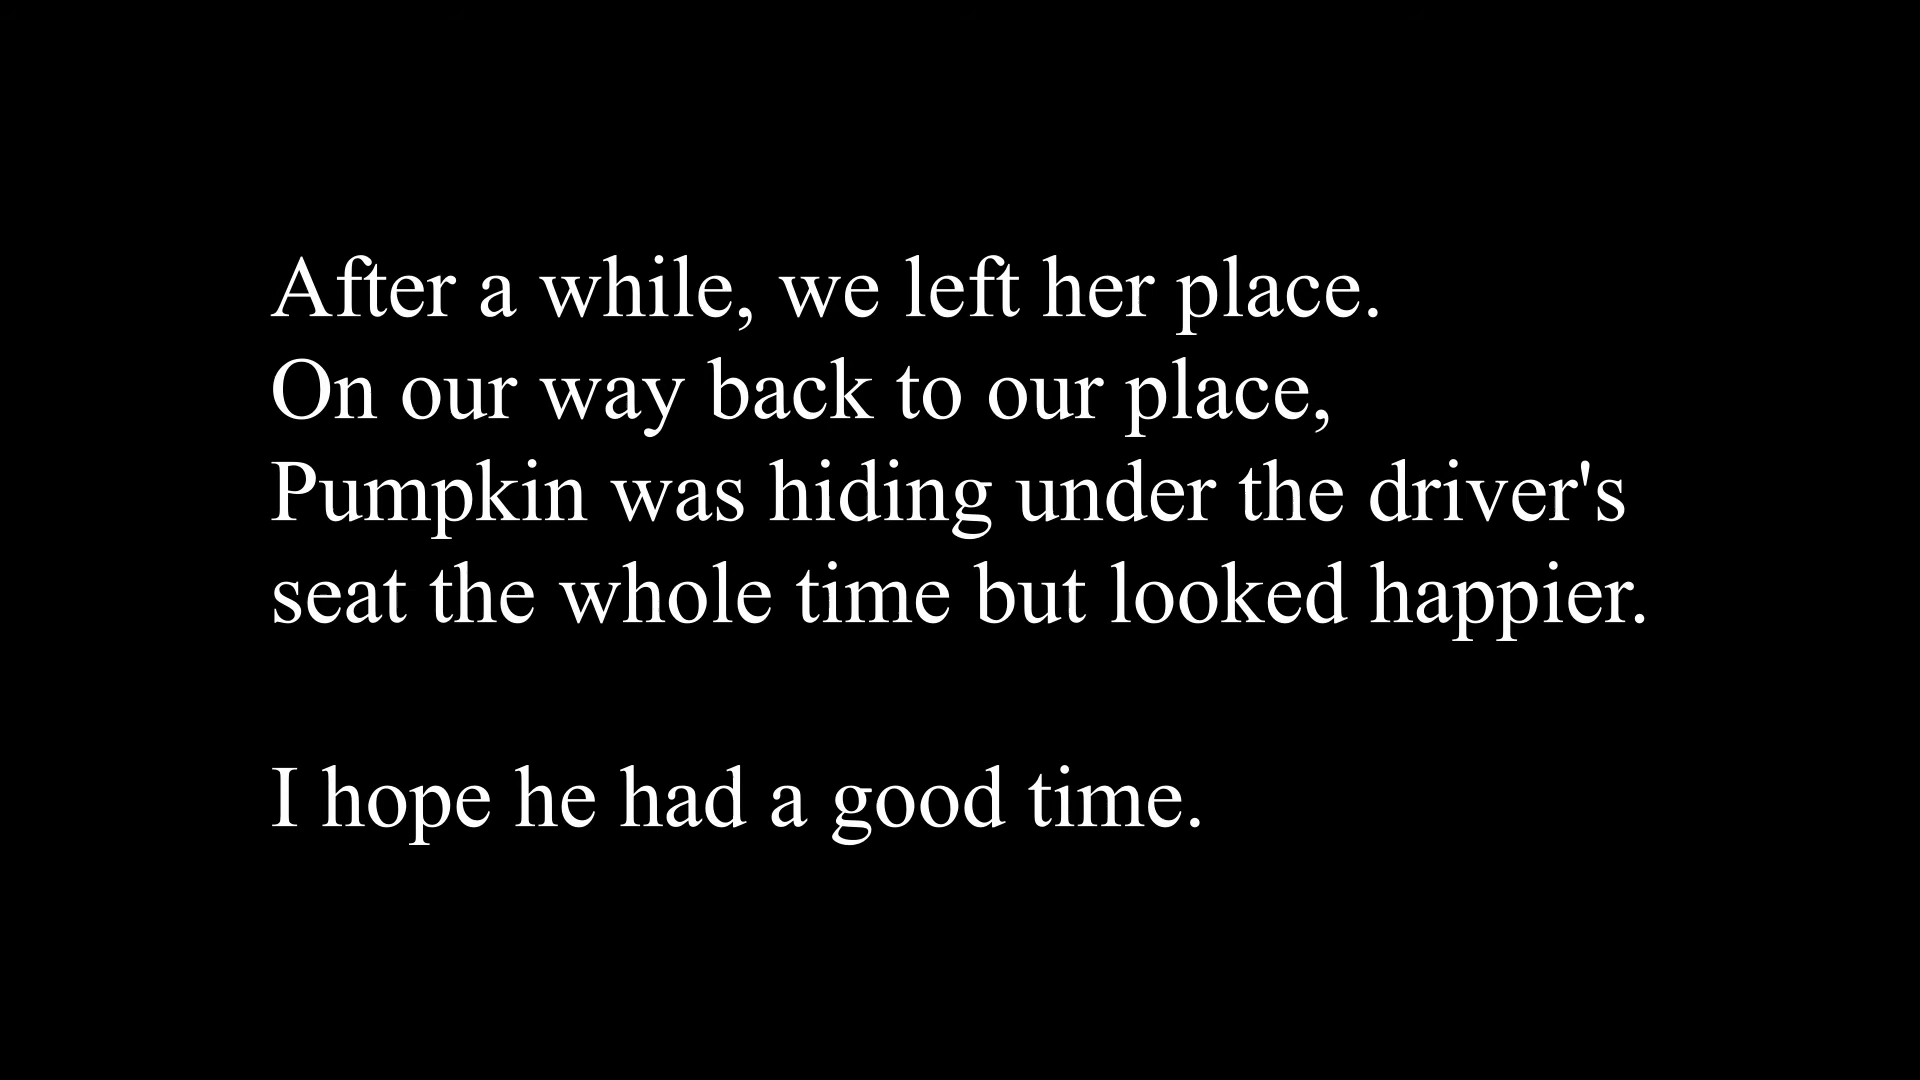 After a while, we left her place.
On our way back to our place,
Pumpkin was hiding under the driver's
seat the whole time but looked happier.
I hope he had a good time.